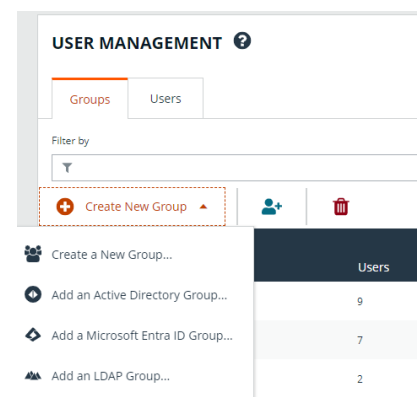 USER MANAGEMENT ?
Groups Users
Filter by
Create New Group
Create a New Group...
Users
Add an Active Directory Group...
9
Add a Microsoft Entra ID Group...
7
Add an LDAP Group...
2